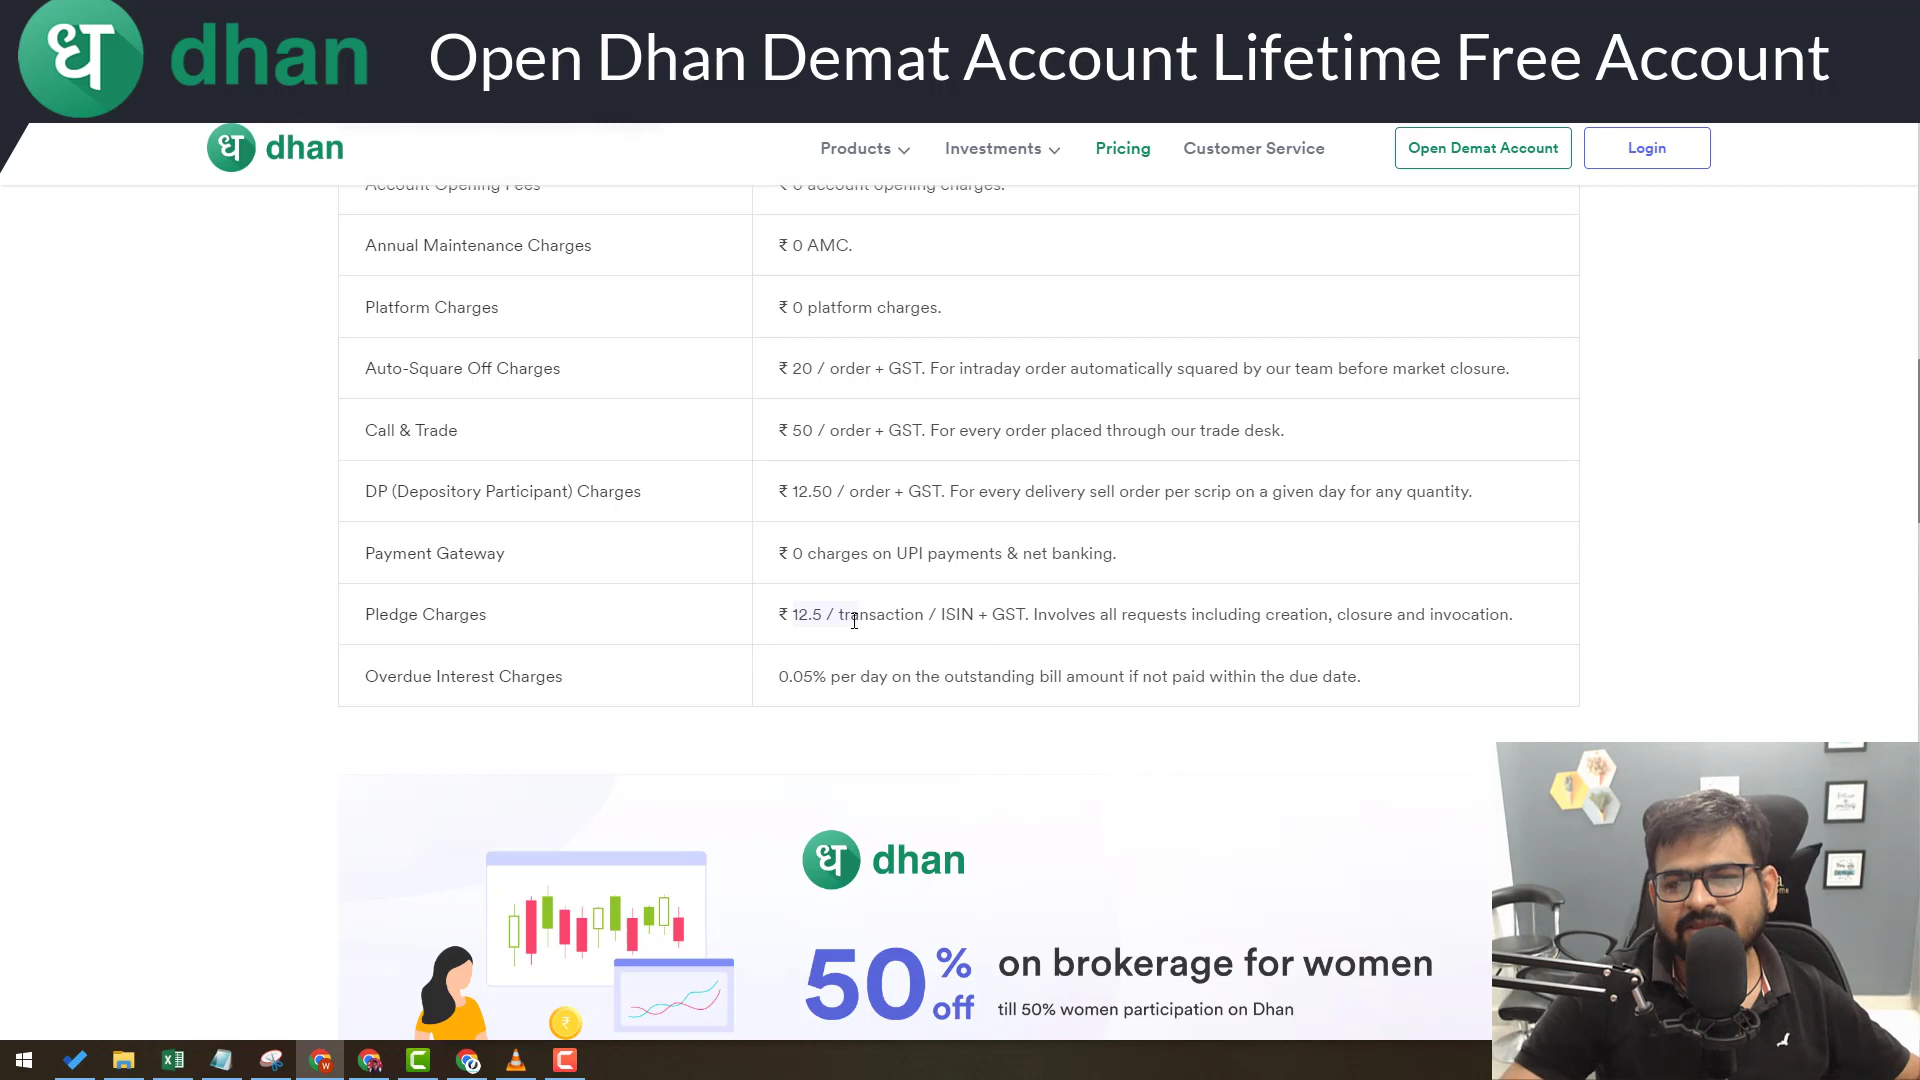 ध dhan Open Dhan Demat Account Lifetime Free Account
ध dhan Products Investments Pricing Customer Service Open Demat Account Login
Account Opening Fees ₹ 0 account opening charges.
Annual Maintenance Charges ₹ 0 AMC.
Platform Charges ₹ 0 platform charges.
Auto-Square Off Charges ₹ 20 / order + GST. For intraday order automatically squared by our team before market closure.
Call & Trade ₹ 50 / order + GST. For every order placed through our trade desk.
DP (Depository Participant) Charges ₹ 12.50 / order + GST. For every delivery sell order per scrip on a given day for any quantity.
Payment Gateway ₹ 0 charges on UPI payments & net banking.
Pledge Charges ₹ 12.5 / transaction / ISIN + GST. Involves all requests including creation, closure and invocation.
Overdue Interest Charges 0.05% per day on the outstanding bill amount if not paid within the due date.
ध dhan
50% off on brokerage for women
till 50% women participation on Dhan
₹